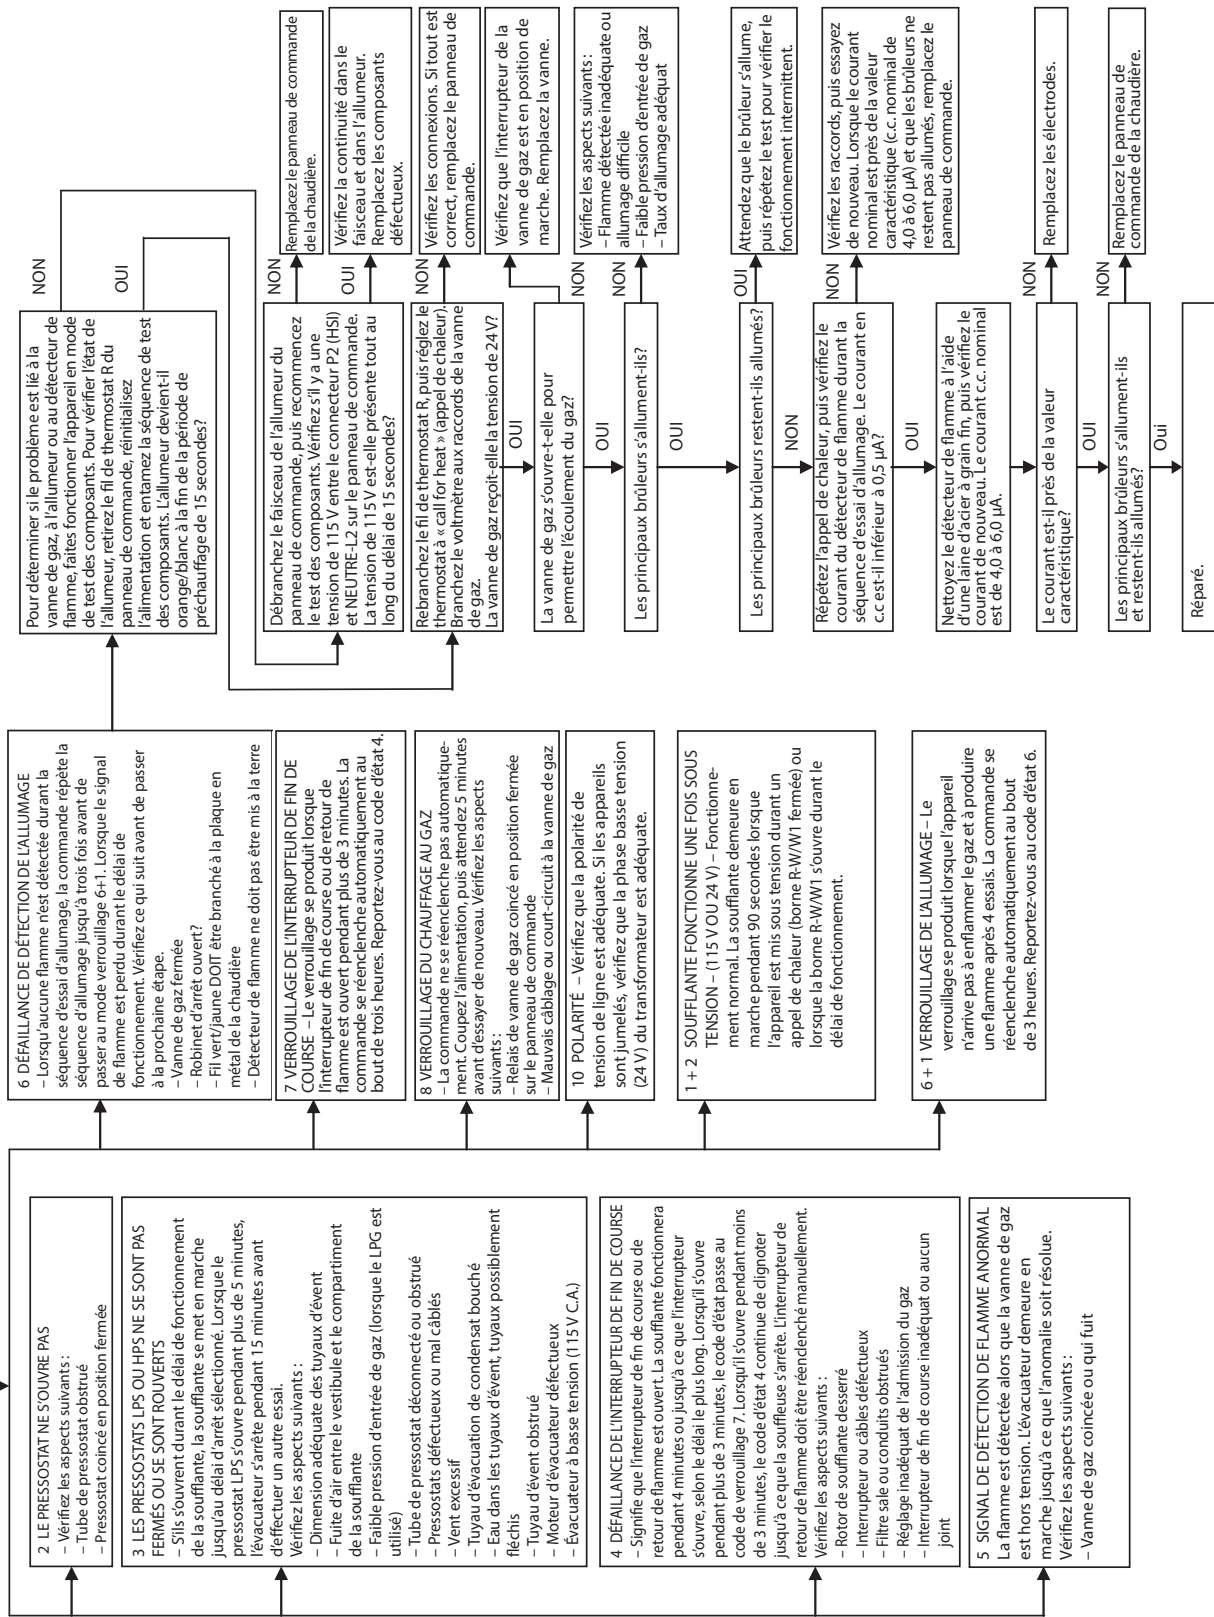 2 LE PRESSOSTAT NE S'OUVRE PAS
– Vérifiez les aspects suivants :
– Tube de pressostat obstrué
– Pressostat coincé en position fermée
3 LES PRESSOSTATS LPS OU HPS NE SE SONT PAS
FERMÉS OU SE SONT ROUVERTS
– S'ils s'ouvrent durant le délai de fonctionnement
de la soufflante, la soufflante se met en marche
jusqu'au délai d'arrêt sélectionné. Lorsque le
pressostat LPS s'ouvre pendant plus de 5 minutes,
l'évacuateur s'arrête pendant 15 minutes avant
d'effectuer un autre essai.
Vérifiez les aspects suivants :
– Dimension adéquate des tuyaux d'évent
– Fuite d'air entre le vestibule et le compartiment
de la soufflante
– Faible pression d'entrée de gaz (lorsque le LPG est
utilisé)
– Tube de pressostat déconnecté ou obstrué
– Pressostats défectueux ou mal câblés
– Vent excessif
– Tuyau d'évacuation de condensat bouché
– Eau dans les tuyaux d'évent, tuyaux possiblement
fléchis
– Tuyau d'évent obstrué
– Moteur d'évacuateur défectueux
– Évacuateur à basse tension (115 V C.A.)
4 DÉFAILLANCE DE L'INTERRUPTEUR DE FIN DE COURSE
– Signifie que l'interrupteur de fin de course ou de
retour de flamme est ouvert. La soufflante fonctionnera
pendant 4 minutes ou jusqu'à ce que l'interrupteur
s'ouvre, selon le délai le plus long. Lorsqu'il s'ouvre
pendant plus de 3 minutes, le code d'état passe au
code de verrouillage 7. Lorsqu'il s'ouvre pendant moins
de 3 minutes, le code d'état 4 continue de clignoter
jusqu'à ce que la souffleuse s'arrête. L'interrupteur de
retour de flamme doit être réenclenché manuellement.
Vérifiez les aspects suivants :
– Rotor de soufflante desserré
– Interrupteur ou câbles défectueux
– Filtre sale ou conduits obstrués
– Réglage inadéquat de l'admission du gaz
– Interrupteur de fin de course inadéquat ou aucun
joint
5 SIGNAL DE DÉTECTION DE FLAMME ANORMAL
La flamme est détectée alors que la vanne de gaz
est hors tension. L'évacuateur demeure en
marche jusqu'à ce que l'anomalie soit résolue.
Vérifiez les aspects suivants :
– Vanne de gaz coincée ou qui fuit
6 DÉFAILLANCE DE DÉTECTION DE L'ALLUMAGE
– Lorsqu'aucune flamme n'est détectée durant la
séquence d'essai d'allumage, la commande répète la
séquence d'allumage jusqu'à trois fois avant de
passer au mode verrouillage 6+1. Lorsque le signal
de flamme est perdu durant le délai de
fonctionnement. Vérifiez ce qui suit avant de passer
à la prochaine étape.
– Vanne de gaz fermée
– Robinet d'arrêt ouvert?
– Fil vert/jaune DOIT être branché à la plaque en
métal de la chaudière
– Détecteur de flamme ne doit pas être mis à la terre
7 VERROUILLAGE DE L'INTERRUPTEUR DE FIN DE
COURSE – Le verrouillage se produit lorsque
l'interrupteur de fin de course ou de retour de
flamme est ouvert pendant plus de 3 minutes. La
commande se réenclenche automatiquement au
bout de trois heures. Reportez-vous au code d'état 4.
8 VERROUILLAGE DU CHAUFFAGE AU GAZ
– La commande ne se réenclenche pas automatique-
ment. Coupez l'alimentation, puis attendez 5 minutes
avant d'essayer de nouveau. Vérifiez les aspects
suivants :
– Relais de vanne de gaz coincé en position fermée
sur le panneau de commande
– Mauvais câblage ou court-circuit à la vanne de gaz
10 POLARITÉ – Vérifiez que la polarité de
tension de ligne est adéquate. Si les appareils
sont jumelés, vérifiez que la phase basse tension
(24 V) du transformateur est adéquate.
1 + 2 SOUFFLANTE FONCTIONNE UNE FOIS SOUS
TENSION – (115 V OU 24 V) – Fonctionne-
ment normal. La soufflante demeure en
marche pendant 90 secondes lorsque
l'appareil est mis sous tension durant un
appel de chaleur (borne R-W/W1 fermée) ou
lorsque la borne R-W/W1 s'ouvre durant le
délai de fonctionnement.
6 + 1 VERROUILLAGE DE L'ALLUMAGE – Le
verrouillage se produit lorsque l'appareil
n'arrive pas à enflammer le gaz et à produire
une flamme après 4 essais. La commande se
réenclenche automatiquement au bout
de 3 heures. Reportez-vous au code d'état 6.
Pour déterminer si le problème est lié à la
vanne de gaz, à l'allumeur ou au détecteur de
flamme, faites fonctionner l'appareil en mode
de test des composants. Pour vérifier l'état de
l'allumeur, retirez le fil de thermostat R du
panneau de commande, réinitialisez
l'alimentation et entamez la séquence de test
des composants. L'allumeur devient-il
orange/blanc à la fin de la période de
préchauffage de 15 secondes?
NON
OUI
Débranchez le faisceau de l'allumeur du
panneau de commande, puis recommencez
le test des composants. Vérifiez s'il y a une
tension de 115 V entre le connecteur P2 (HSI)
et NEUTRE-L2 sur le panneau de commande.
La tension de 115 V est-elle présente tout au
long du délai de 15 secondes?
NON
Remplacez le panneau de commande
de la chaudière.
OUI
Vérifiez la continuité dans le
faisceau et dans l'allumeur.
Remplacez les composants
défectueux.
Rebranchez le fil de thermostat R, puis réglez le
thermostat à « call for heat » (appel de chaleur).
Branchez le voltmètre aux raccords de la vanne
de gaz.
La vanne de gaz reçoit-elle la tension de 24 V?
NON
Vérifiez les connexions. Si tout est
correct, remplacez le panneau de
commande.
OUI
La vanne de gaz s'ouvre-t-elle pour
permettre l'écoulement du gaz?
NON
Vérifiez que l'interrupteur de la
vanne de gaz est en position de
marche. Remplacez la vanne.
OUI
Les principaux brûleurs s'allument-ils?
NON
Vérifiez les aspects suivants :
– Flamme détectée inadéquate ou
allumage difficile
– Faible pression d'entrée de gaz
– Taux d'allumage adéquat
OUI
Les principaux brûleurs restent-ils allumés?
OUI
Attendez que le brûleur s'allume,
puis répétez le test pour vérifier le
fonctionnement intermittent.
NON
Répétez l'appel de chaleur, puis vérifiez le
courant du détecteur de flamme durant la
séquence d'essai d'allumage. Le courant en
c.c est-il inférieur à 0,5 µA?
NON
Vérifiez les raccords, puis essayez
de nouveau. Lorsque le courant
nominal est près de la valeur
caractéristique (c.c. nominal de
4,0 à 6,0 µA) et que les brûleurs ne
restent pas allumés, remplacez le
panneau de commande.
OUI
Nettoyez le détecteur de flamme à l'aide
d'une laine d'acier à grain fin, puis vérifiez le
courant de nouveau. Le courant c.c. nominal
est de 4,0 à 6,0 µA.
Le courant est-il près de la valeur
caractéristique?
NON
Remplacez les électrodes.
OUI
Les principaux brûleurs s'allument-ils
et restent-ils allumés?
NON
Remplacez le panneau de
commande de la chaudière.
Oui
Réparé.